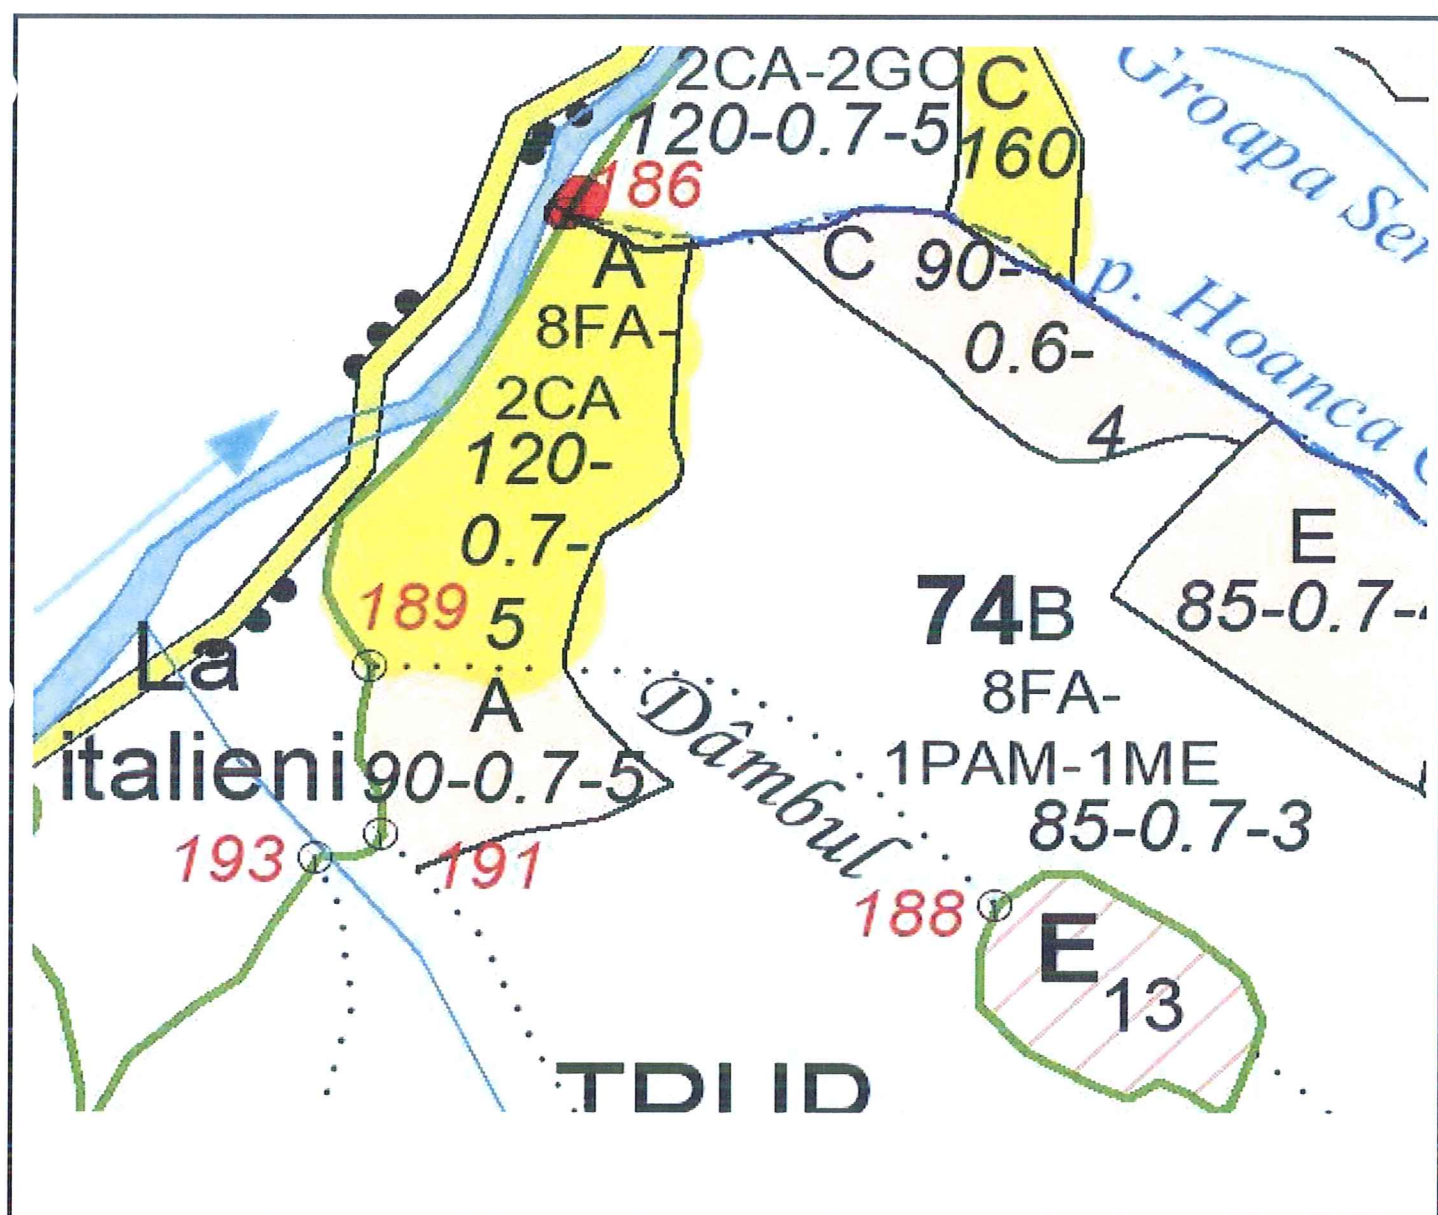 2CA-2GO
120-0.7-5
C
160
Groapa Ser
186
A
8FA-
2CA
120-
0.7-
5
C 90-
0.6-
4
p. Hoanca
E
85-0.7-
189
74B
8FA-
1PAM-1ME
85-0.7-3
La
italieni
A
90-0.7-5
Dâmbul
193
191
188
E 13